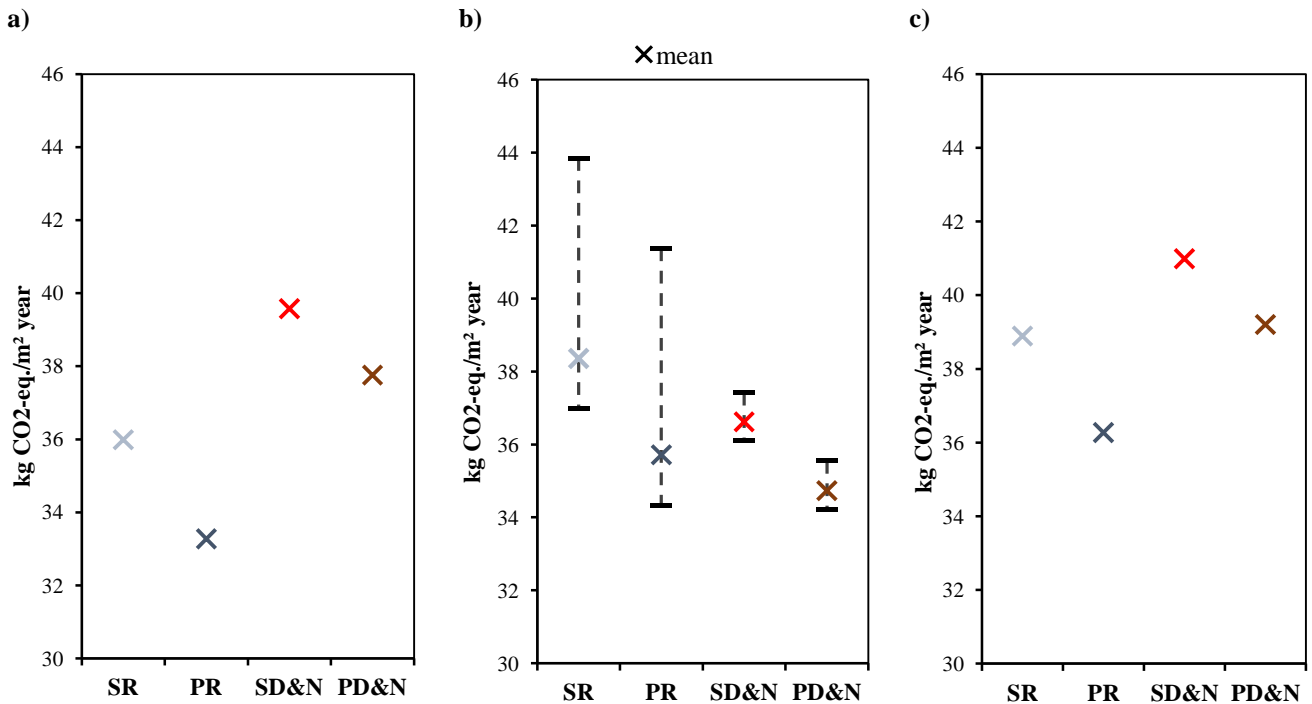 a)
kg CO2-eq./m² year
46
44
42
40
38
36
34
32
30
SR PR SD&N PD&N
b)
mean
kg CO2-eq./m² year
46
44
42
40
38
36
34
32
30
SR PR SD&N PD&N
c)
kg CO2-eq./m² year
46
44
42
40
38
36
34
32
30
SR PR SD&N PD&N